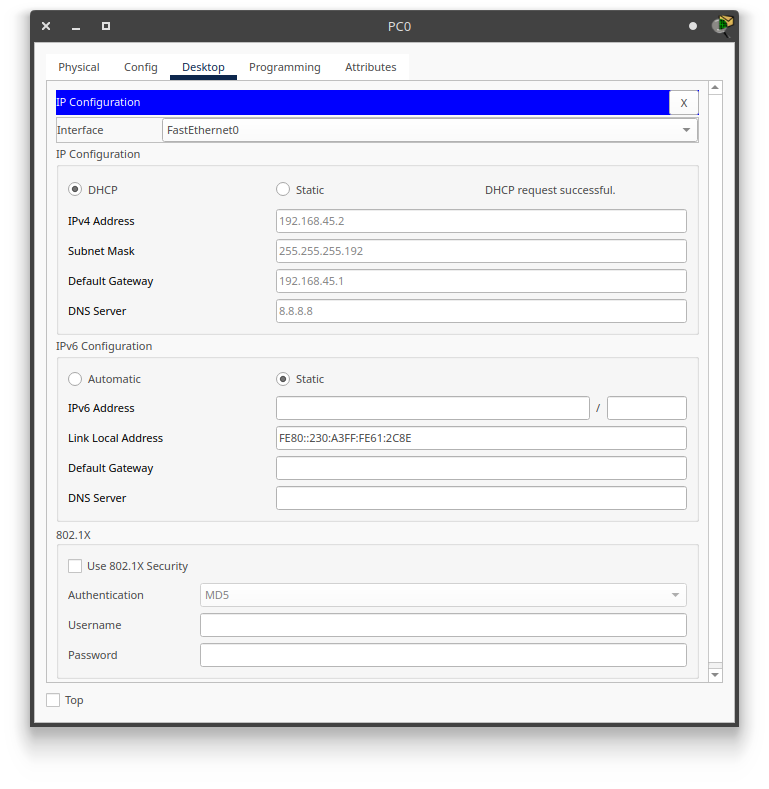 PC0
Physical Config Desktop Programming Attributes
IP Configuration X
Interface FastEthernet0
IP Configuration
DHCP Static DHCP request successful.
IPv4 Address 192.168.45.2
Subnet Mask 255.255.255.192
Default Gateway 192.168.45.1
DNS Server 8.8.8.8
IPv6 Configuration
Automatic Static
IPv6 Address /
Link Local Address FE80::230:A3FF:FE61:2C8E
Default Gateway
DNS Server
802.1X
Use 802.1X Security
Authentication MD5
Username
Password
Top